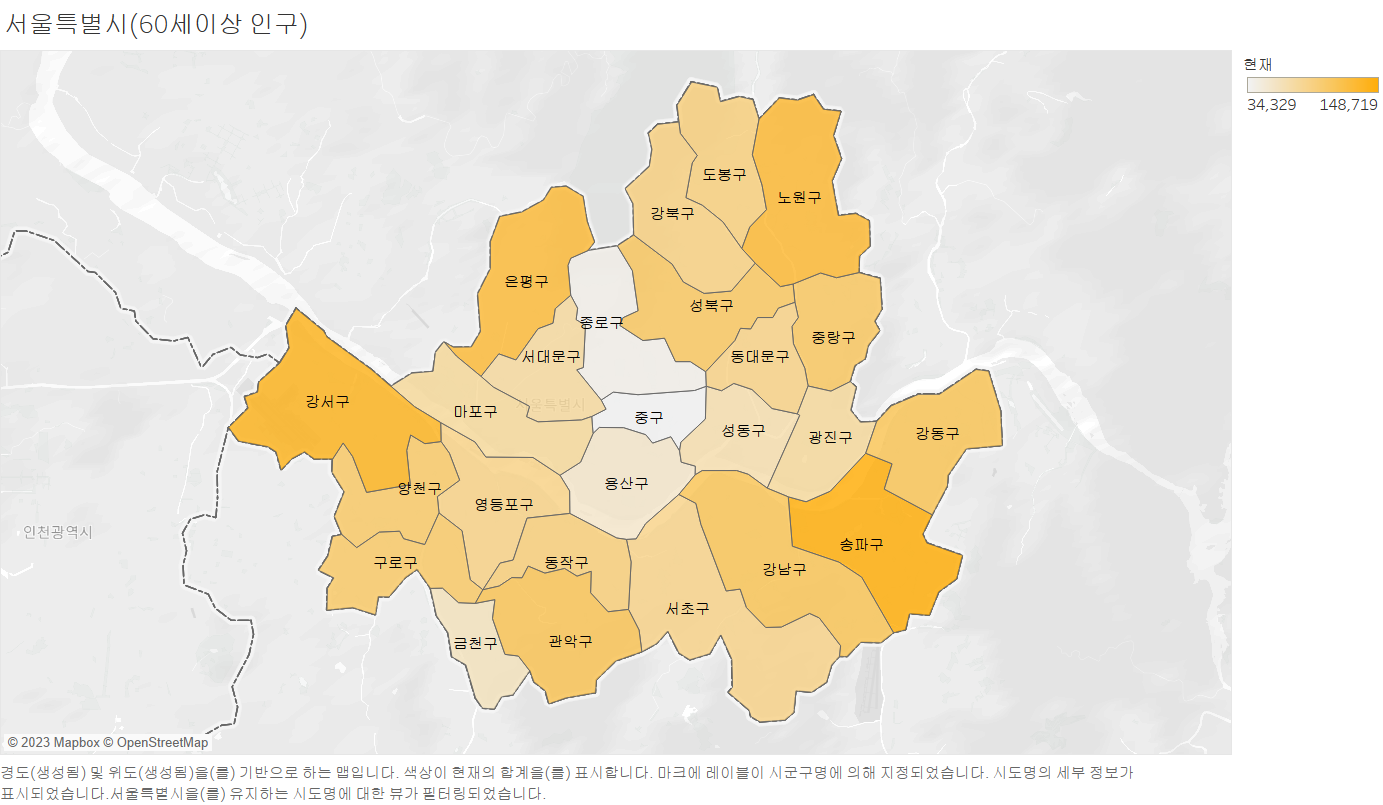 서울특별시(60세이상 인구)
현재
34,329 148,719
도봉구
노원구
강북구
은평구
성북구
종로구
중랑구
서대문구
동대문구
강서구
마포구
서울특별시
중구
성동구
광진구
강동구
양천구
용산구
영등포구
인천광역시
송파구
구로구
동작구
강남구
서초구
금천구
관악구
© 2023 Mapbox © OpenStreetMap
경도(생성됨) 및 위도(생성됨)을(를) 기반으로 하는 맵입니다. 색상이 현재의 합계을(를) 표시합니다. 마크에 레이블이 시군구명에 의해 지정되었습니다. 시도명의 세부 정보가
표시되었습니다.서울특별시을(를) 유지하는 시도명에 대한 뷰가 필터링되었습니다.